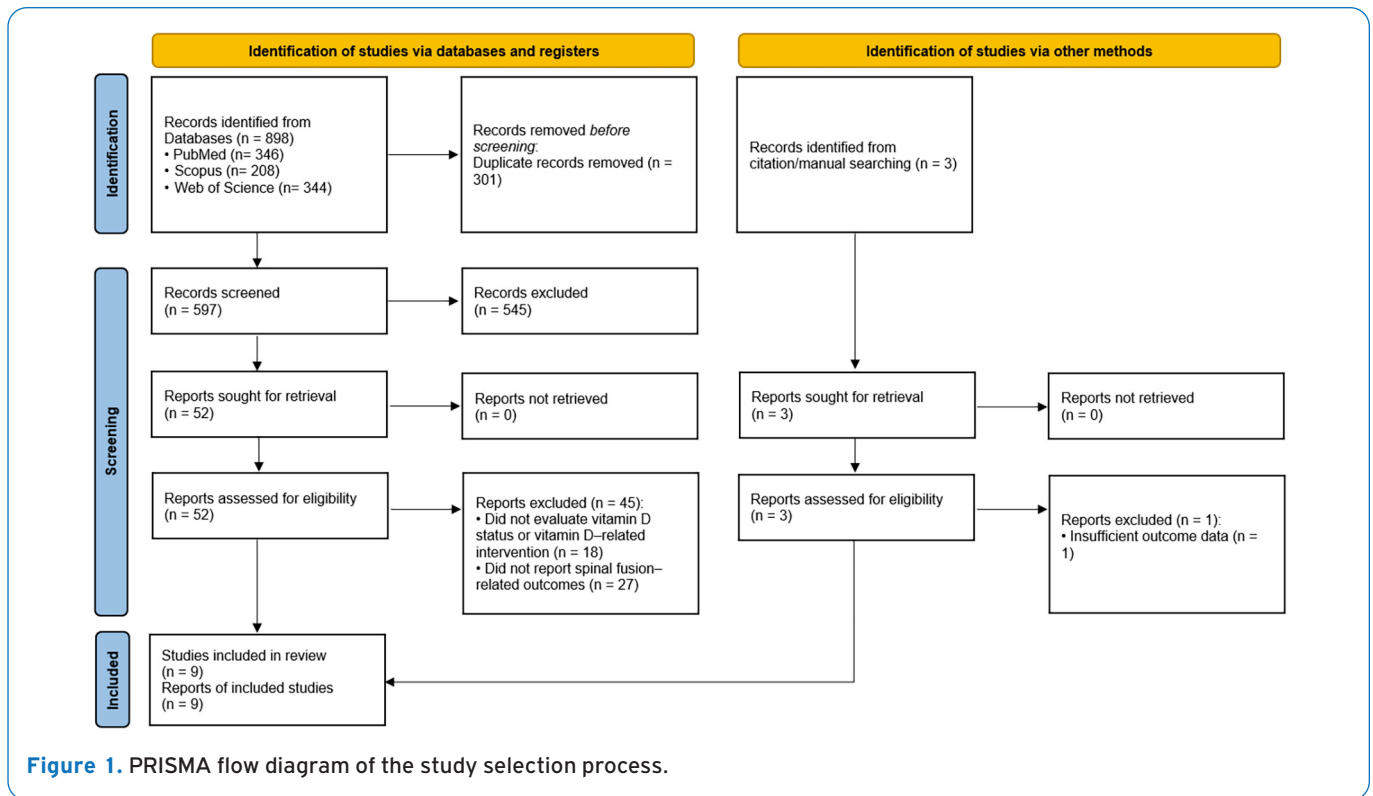 Identification of studies via databases and registers
Identification of studies via other methods
Identification
Records identified from
Databases (n = 898)
• PubMed (n= 346)
• Scopus (n= 208)
• Web of Science (n= 344)
Records removed before
screening:
Duplicate records removed (n =
301)
Records identified from
citation/manual searching (n = 3)
Screening
Records screened
(n = 597)
Records excluded
(n = 545)
Reports sought for retrieval
(n = 52)
Reports not retrieved
(n = 0)
Reports sought for retrieval
(n = 3)
Reports not retrieved
(n = 0)
Reports assessed for eligibility
(n = 52)
Reports excluded (n = 45):
• Did not evaluate vitamin D
status or vitamin D–related
intervention (n = 18)
• Did not report spinal fusion–
related outcomes (n = 27)
Reports assessed for eligibility
(n = 3)
Reports excluded (n = 1):
• Insufficient outcome data (n =
1)
Included
Studies included in review
(n = 9)
Reports of included studies
(n = 9)
Figure 1. PRISMA flow diagram of the study selection process.